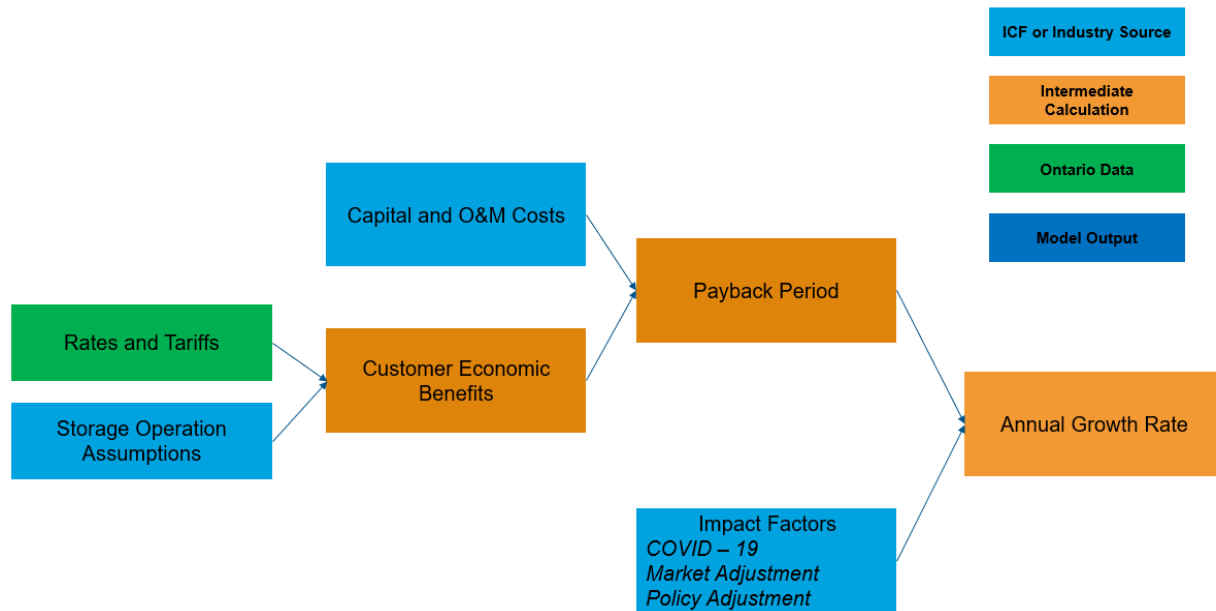 ICF or Industry Source
Intermediate
Calculation
Ontario Data
Model Output
Capital and O&M Costs
Payback Period
Rates and Tariffs
Customer Economic
Benefits
Storage Operation
Assumptions
Annual Growth Rate
Impact Factors
COVID – 19
Market Adjustment
Policy Adjustment